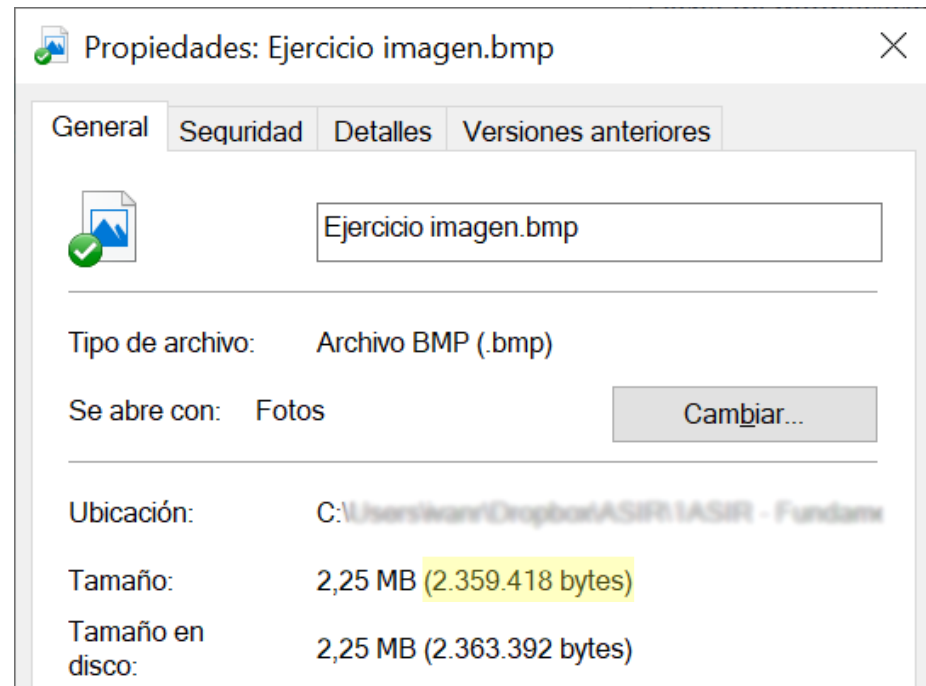 Propiedades: Ejercicio imagen.bmp
General Seguridad Detalles Versiones anteriores
Ejercicio imagen.bmp
Tipo de archivo: Archivo BMP (.bmp)
Se abre con: Fotos Cambiar...
Ubicación: C:\
Tamaño: 2,25 MB (2.359.418 bytes)
Tamaño en disco: 2,25 MB (2.363.392 bytes)